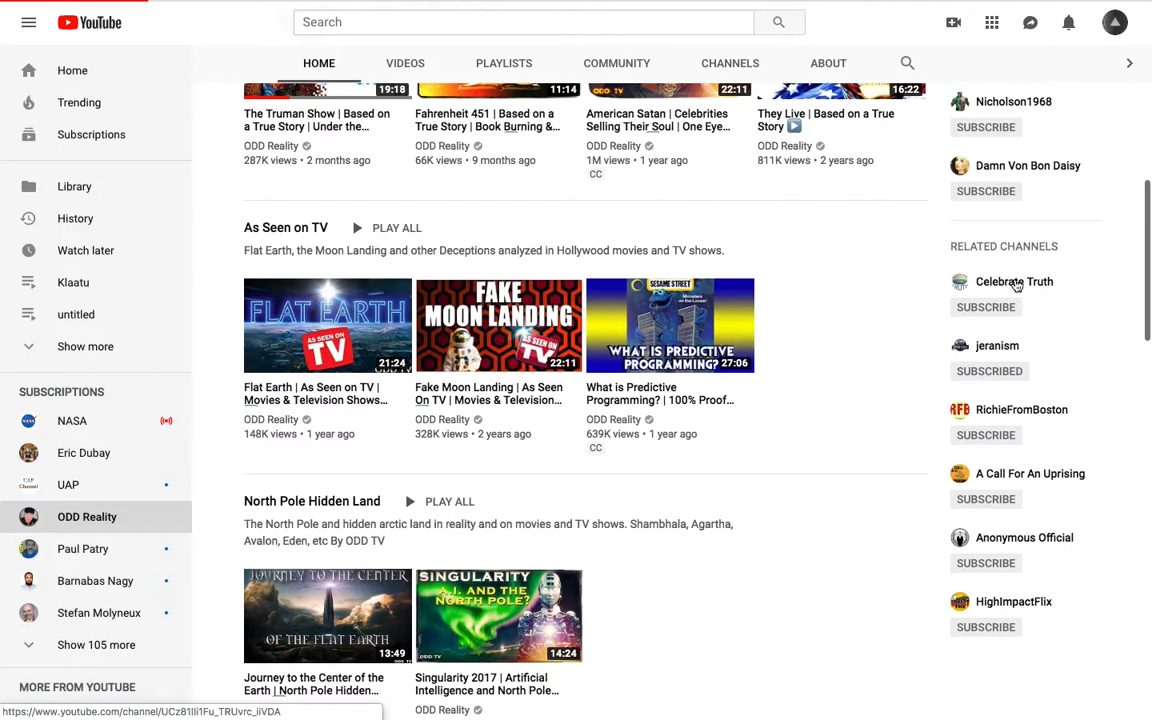 YouTube
Search
HOME VIDEOS PLAYLISTS COMMUNITY CHANNELS ABOUT
Home
Trending
Subscriptions
Library
History
Watch later
Klaatu
untitled
Show more
SUBSCRIPTIONS
NASA
Eric Dubay
UAP
ODD Reality
Paul Patry
Barnabas Nagy
Stefan Molyneux
Show 105 more
MORE FROM YOUTUBE
https://www.youtube.com/channel/UCz81lIi1Fu_TRUvrc_iiVDA
19:18
The Truman Show | Based on
a True Story | Under the...
ODD Reality
287K views • 2 months ago
11:14
Fahrenheit 451 | Based on a
True Story | Book Burning &...
ODD Reality
66K views • 9 months ago
22:11
American Satan | Celebrities
Selling Their Soul | One Eye...
ODD Reality
1M views • 1 year ago
CC
16:22
They Live | Based on a True
Story
ODD Reality
811K views • 2 years ago
As Seen on TV PLAY ALL
Flat Earth, the Moon Landing and other Deceptions analyzed in Hollywood movies and TV shows.
FLAT EARTH
AS SEEN ON
TV
21:24
Flat Earth | As Seen on TV |
Movies & Television Shows...
ODD Reality
148K views • 1 year ago
FAKE
MOON LANDING
AS SEEN ON
TV
22:11
Fake Moon Landing | As Seen
On TV | Movies & Television...
ODD Reality
328K views • 2 years ago
SESAME STREET
Monsters
on the Loose!
WHAT IS PREDICTIVE
PROGRAMMING?
27:06
What is Predictive
Programming? | 100% Proof...
ODD Reality
639K views • 1 year ago
CC
North Pole Hidden Land PLAY ALL
The North Pole and hidden arctic land in reality and on movies and TV shows. Shambhala, Agartha,
Avalon, Eden, etc By ODD TV
JOURNEY TO THE CENTER
OF THE FLAT EARTH
13:49
Journey to the Center of the
Earth | North Pole Hidden...
SINGULARITY
A.I. AND THE
NORTH POLE?
ODD TV
14:24
Singularity 2017 | Artificial
Intelligence and North Pole...
ODD Reality
Nicholson1968
SUBSCRIBE
Damn Von Bon Daisy
SUBSCRIBE
RELATED CHANNELS
Celebrate Truth
SUBSCRIBE
jeranism
SUBSCRIBED
RichieFromBoston
SUBSCRIBE
A Call For An Uprising
SUBSCRIBE
Anonymous Official
SUBSCRIBE
HighImpactFlix
SUBSCRIBE